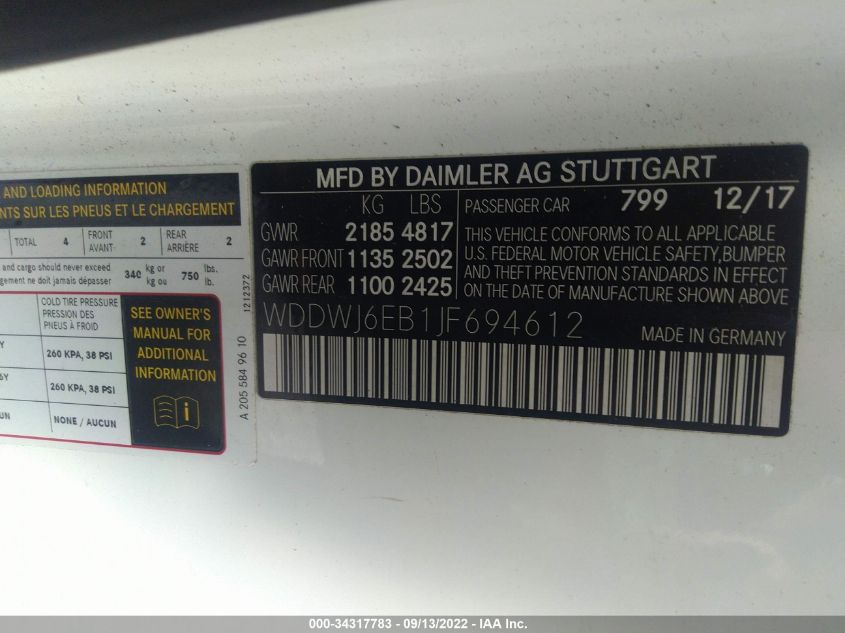 AND LOADING INFORMATION
NTS SUR LES PNEUS ET LE CHARGEMENT
TOTAL 4 FRONT AVANT· 2 REAR ARRIÈRE 2
and cargo should never exceed
gement ne doit jamais dépasser
340 kg or kg ou 750 lbs. lb.
COLD TIRE PRESSURE
PRESSION DES
PNEUS À FROID
260 KPA, 38 PSI
260 KPA, 38 PSI
NONE / AUCUN
SEE OWNER'S
MANUAL FOR
ADDITIONAL
INFORMATION
1212372
A 205 584 96 10
MFD BY DAIMLER AG STUTTGART
KG LBS
GVWR 2185 4817
GAWR FRONT 1135 2502
GAWR REAR 1100 2425
PASSENGER CAR 799 12/17
THIS VEHICLE CONFORMS TO ALL APPLICABLE
U.S. FEDERAL MOTOR VEHICLE SAFETY, BUMPER
AND THEFT PREVENTION STANDARDS IN EFFECT
ON THE DATE OF MANUFACTURE SHOWN ABOVE
WDDWJ6EB1JF694612
MADE IN GERMANY
000-34317783 - 09/13/2022 - IAA Inc.